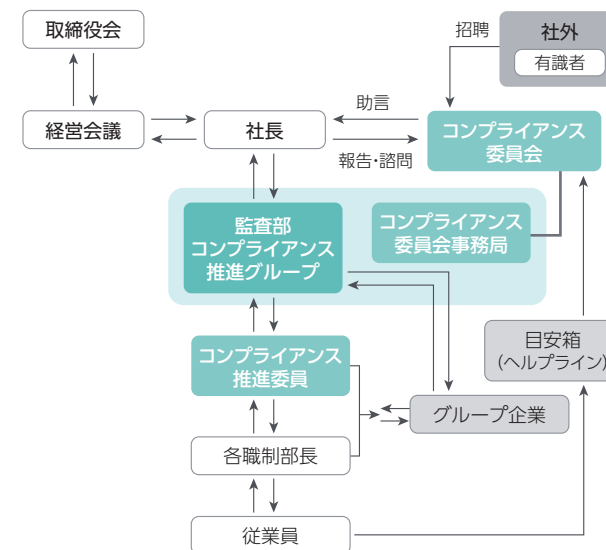 取締役会
招聘
社外
有識者
経営会議
社長
助言
報告・諮問
コンプライアンス
委員会
監査部
コンプライアンス
推進グループ
コンプライアンス
委員会事務局
コンプライアンス
推進委員
目安箱
(ヘルプライン)
グループ企業
各職制部長
従業員